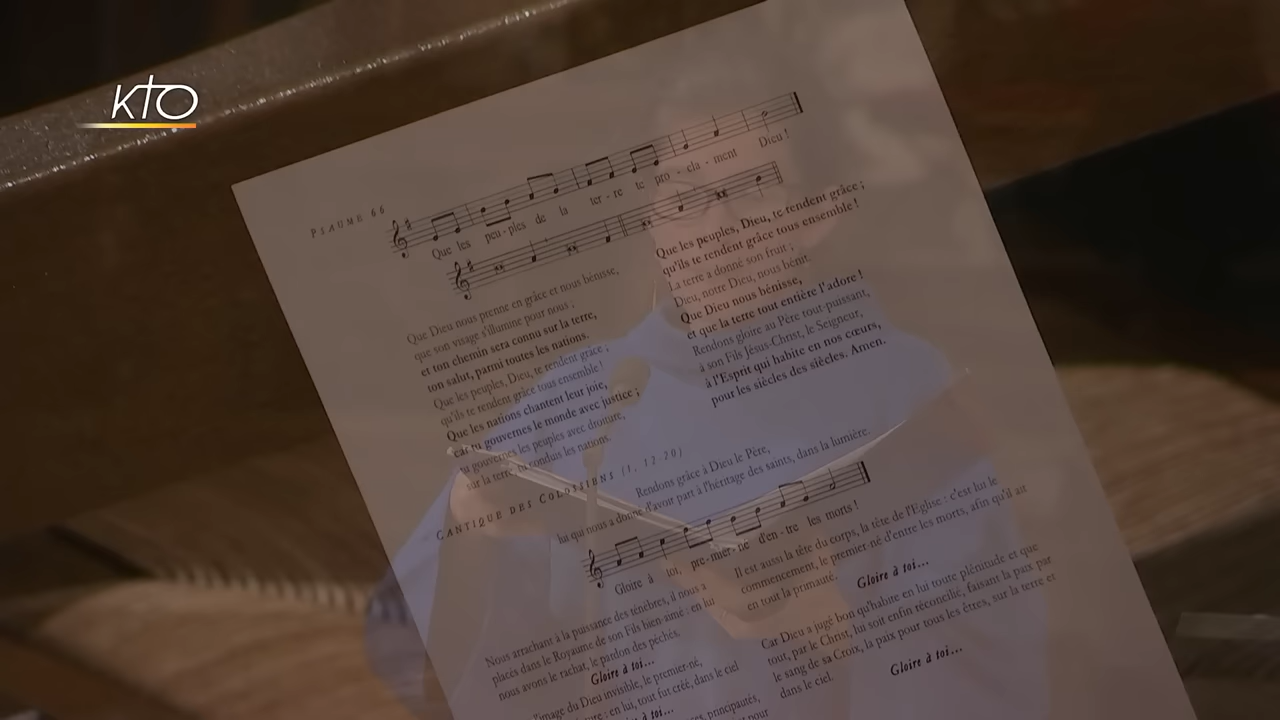 KTO
PSAUME 66
Que les peu-ples de la ter-re te pro-cla-ment Dieu !
Que Dieu nous prenne en grâce et nous bénisse,
que son visage s'illumine pour nous ;
et ton chemin sera connu sur la terre,
ton salut, parmi toutes les nations.
Que les peuples, Dieu, te rendent grâce ;
qu'ils te rendent grâce tous ensemble !
Que les nations chantent leur joie,
car tu gouvernes le monde avec justice ;
tu gouvernes les peuples avec droiture,
sur la terre, tu conduis les nations.
Que les peuples, Dieu, te rendent grâce ;
qu'ils te rendent grâce tous ensemble !
La terre a donné son fruit ;
Dieu, notre Dieu, nous bénit.
Que Dieu nous bénisse,
et que la terre tout entière l'adore !
Rendons gloire au Père tout-puissant,
à son Fils Jésus-Christ, le Seigneur,
à l'Esprit qui habite en nos cœurs,
pour les siècles des siècles. Amen.
CANTIQUE DES COLOSSIENS (1, 12-20)
Rendons grâce à Dieu le Père,
lui qui nous a donné d'avoir part à l'héritage des saints, dans la lumière.
Gloire à toi, pre-mier-né d'en-tre les morts !
Nous arrachant à la puissance des ténèbres, il nous a
placés dans le Royaume de son Fils bien-aimé : en lui
nous avons le rachat, le pardon des péchés.
Gloire à toi...
l'image du Dieu invisible, le premier-né,
: en lui, tout fut créé, dans le ciel
à toi...
principautés,
pour
Il est aussi la tête du corps, la tête de l'Eglise : c'est lui le
commencement, le premier-né d'entre les morts, afin qu'il ait
en tout la primauté.
Gloire à toi...
Car Dieu a jugé bon qu'habite en lui toute plénitude et que
tout, par le Christ, lui soit enfin réconcilié, faisant la paix par
le sang de sa Croix, la paix pour tous les êtres, sur la terre et
dans le ciel.
Gloire à toi...